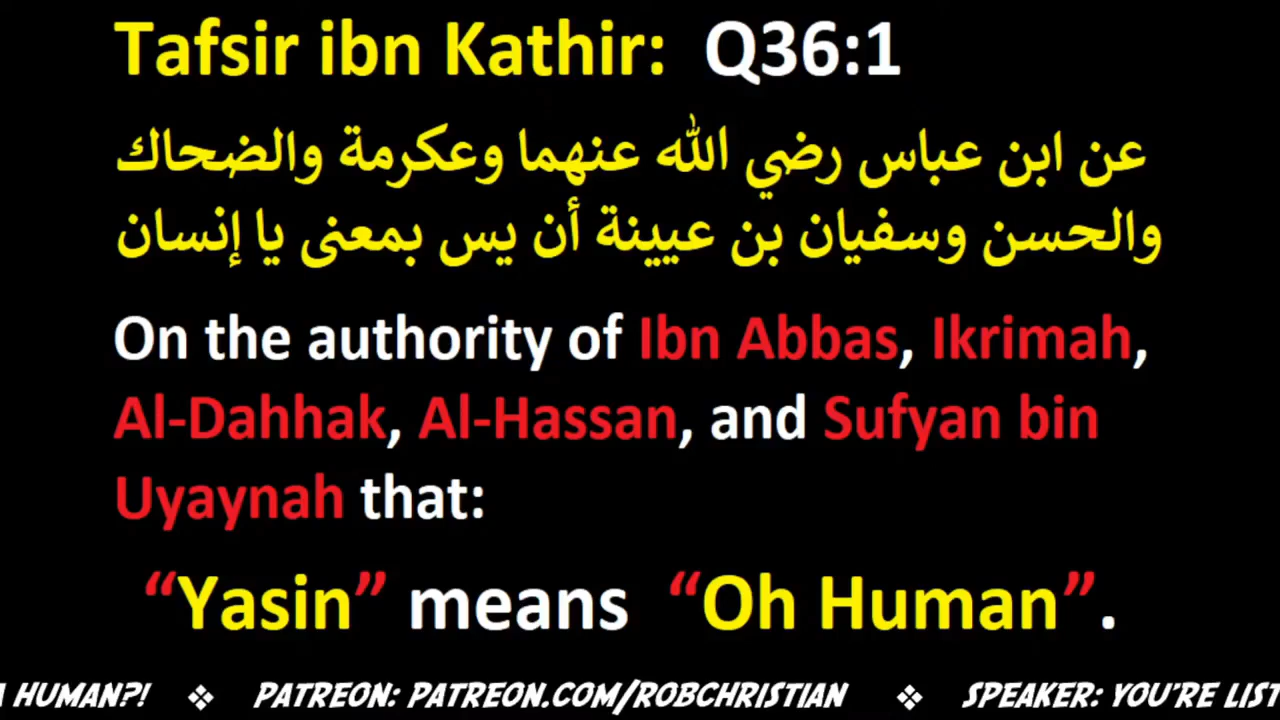 Tafsir ibn Kathir: Q36:1
عن ابن عباس رضي الله عنهما وعكرمة والضحاك
والحسن وسفيان بن عيينة أن يس بمعنى يا إنسان
On the authority of Ibn Abbas, Ikrimah,
Al-Dahhak, Al-Hassan, and Sufyan bin
Uyaynah that:
“Yasin” means “Oh Human”.
A HUMAN?! ❖ PATREON: PATREON.COM/ROBCHRISTIAN ❖ SPEAKER: YOU'RE LIST